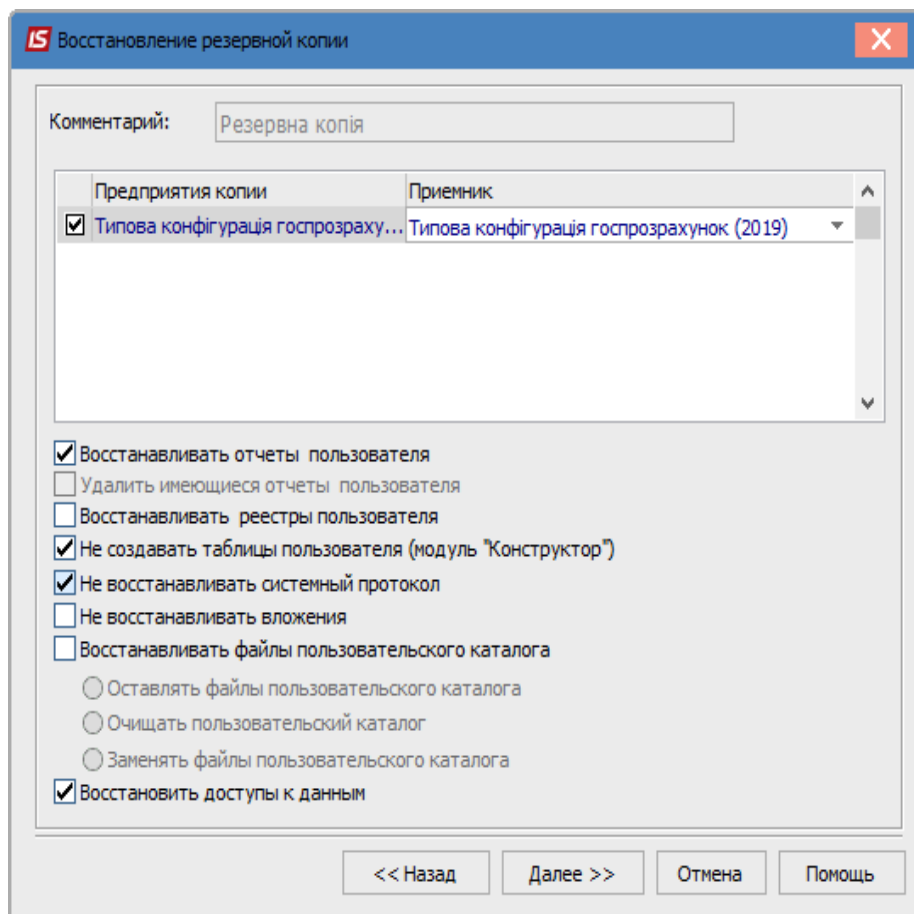 IS Восстановление резервной копии
Комментарий: Резервна копія
Предприятия копии Приемник
Типова конфігурація госпрозраху... Типова конфігурація госпрозрахунок (2019)
Восстанавливать отчеты пользователя
Удалить имеющиеся отчеты пользователя
Восстанавливать реестры пользователя
Не создавать таблицы пользователя (модуль "Конструктор")
Не восстанавливать системный протокол
Не восстанавливать вложения
Восстанавливать файлы пользовательского каталога
Оставлять файлы пользовательского каталога
Очищать пользовательский каталог
Заменять файлы пользовательского каталога
Восстановить доступы к данным
<< Назад Далее >> Отмена Помощь